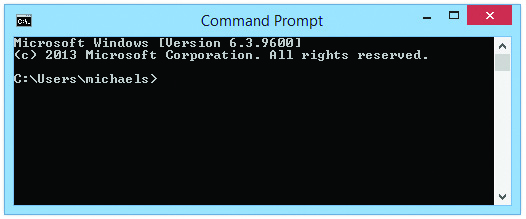 Command Prompt
Microsoft Windows [Version 6.3.9600]
(c) 2013 Microsoft Corporation. All rights reserved.
C:\Users\michaels>